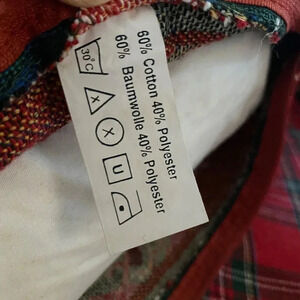 60% Cotton 40% Polyester
60% Baumwolle 40% Polyester
30°C
U